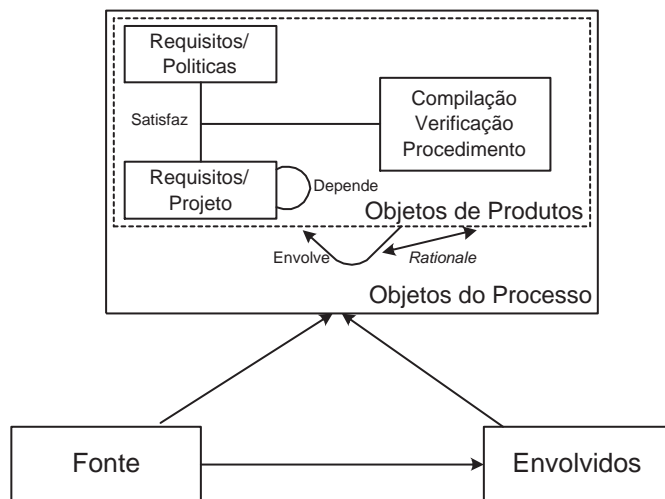 Requisitos/
Politicas
Satisfaz
Compilação
Verificação
Procedimento
Requisitos/
Projeto
Depende
Objetos de Produtos
Envolve
Rationale
Objetos do Processo
Fonte
Envolvidos